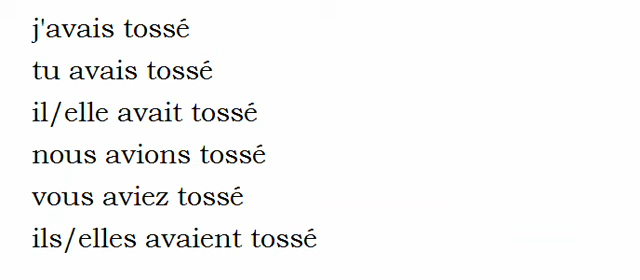 j'avais tossé
tu avais tossé
il/elle avait tossé
nous avions tossé
vous aviez tossé
ils/elles avaient tossé